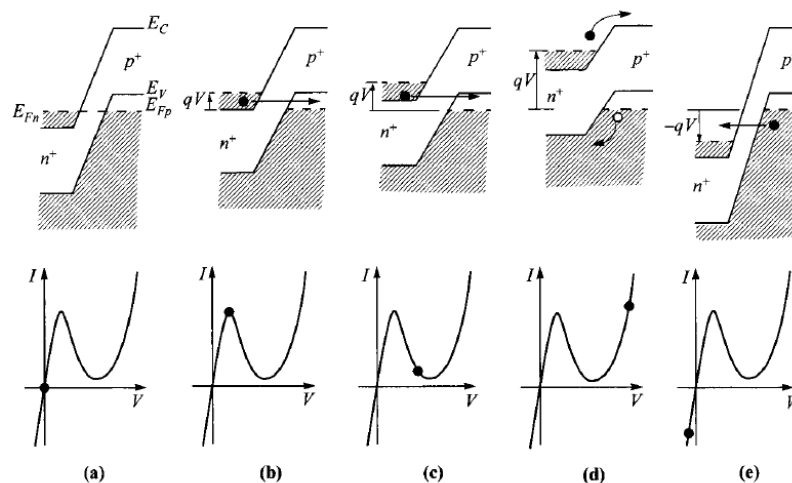 E_C
p⁺
E_V
E_Fn
E_Fp
n⁺
I
V
(a)
p⁺
qV
n⁺
I
V
(b)
p⁺
qV
n⁺
I
V
(c)
p⁺
qV
n⁺
I
V
(d)
p
−qV
n⁺
I
V
(e)